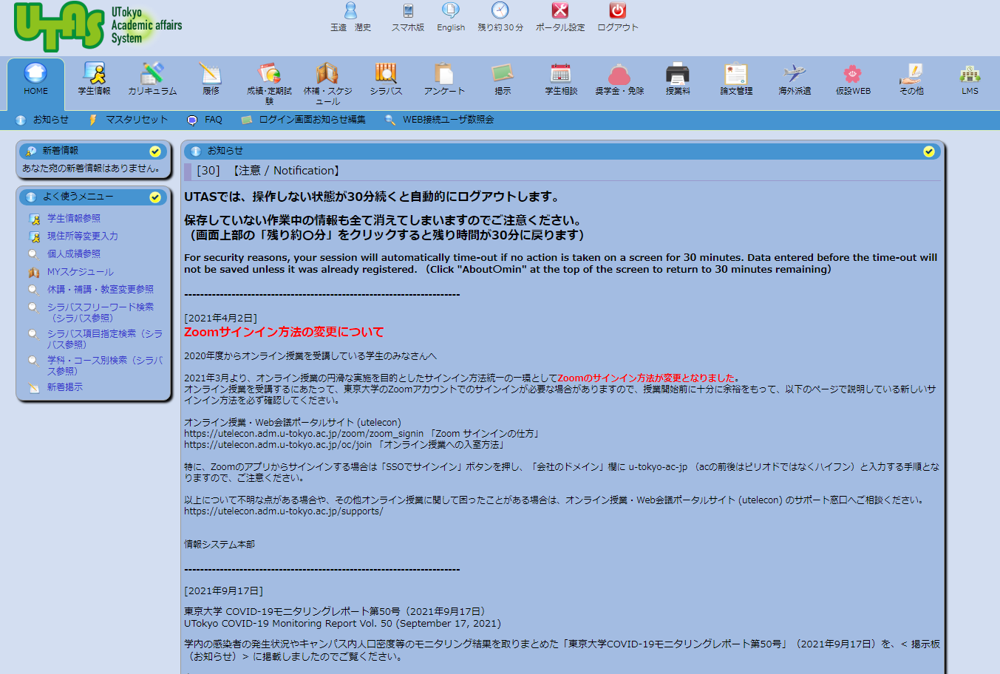 UTAS
UTokyo
Academic affairs
System
玉造　潤史
スマホ版
English
残り約30分
ポータル設定
ログアウト
HOME
学生情報
カリキュラム
履修
成績・定期試
験
休補・スケジ
ュール
シラバス
アンケート
掲示
学生相談
奨学金・免除
授業料
論文管理
海外派遣
仮設WEB
その他
LMS
お知らせ
マスタリセット
FAQ
ログイン画面お知らせ編集
WEB接続ユーザ数照会
新着情報
あなた宛の新着情報はありません。
よく使うメニュー
学生情報参照
現住所等変更入力
個人成績参照
MYスケジュール
休講・補講・教室変更参照
シラバスフリーワード検索
（シラバス参照）
シラバス項目指定検索（シラ
バス参照）
学科・コース別検索（シラバ
ス参照）
新着掲示
お知らせ
[30]　【注意 / Notification】
UTASでは、操作しない状態が30分続くと自動的にログアウトします。
保存していない作業中の情報も全て消えてしまいますのでご注意ください。
（画面上部の「残り約〇分」をクリックすると残り時間が30分に戻ります）
For security reasons, your session will automatically time-out if no action is taken on a screen for 30 minutes. Data entered before the time-out will
not be saved unless it was already registered. （Click "About〇min" at the top of the screen to return to 30 minutes remaining）
----------------------------------------------------------------------
[2021年4月2日]
Zoomサインイン方法の変更について
2020年度からオンライン授業を受講している学生のみなさんへ
2021年3月より、オンライン授業の円滑な実施を目的としたサインイン方法統一の一環としてZoomのサインイン方法が変更となりました。
オンライン授業を受講するにあたって、東京大学のZoomアカウントでのサインインが必要な場合がありますので、授業開始前に十分に余裕をもって、以下のページで説明している新しいサ
インイン方法を必ず確認してください。
オンライン授業・Web会議ポータルサイト (utelecon)
https://utelecon.adm.u-tokyo.ac.jp/zoom/zoom_signin 「Zoom サインインの仕方」
https://utelecon.adm.u-tokyo.ac.jp/oc/join 「オンライン授業への入室方法」
特に、Zoomのアプリからサインインする場合は「SSOでサインイン」ボタンを押し、「会社のドメイン」欄に u-tokyo-ac-jp （acの前後はピリオドではなくハイフン）と入力する手順とな
りますので、ご注意ください。
以上について不明な点がある場合や、その他オンライン授業に関して困ったことがある場合は、オンライン授業・Web会議ポータルサイト (utelecon) のサポート窓口へご相談ください。
https://utelecon.adm.u-tokyo.ac.jp/supports/
情報システム本部
----------------------------------------------------------------------
[2021年9月17日]
東京大学 COVID-19モニタリングレポート第50号（2021年9月17日）
UTokyo COVID-19 Monitoring Report Vol. 50 (September 17, 2021)
学内の感染者の発生状況やキャンパス内人口密度等のモニタリング結果を取りまとめた「東京大学COVID-19モニタリングレポート第50号」（2021年9月17日）を、< 掲示板
（お知らせ）> に掲載しましたのでご覧ください。